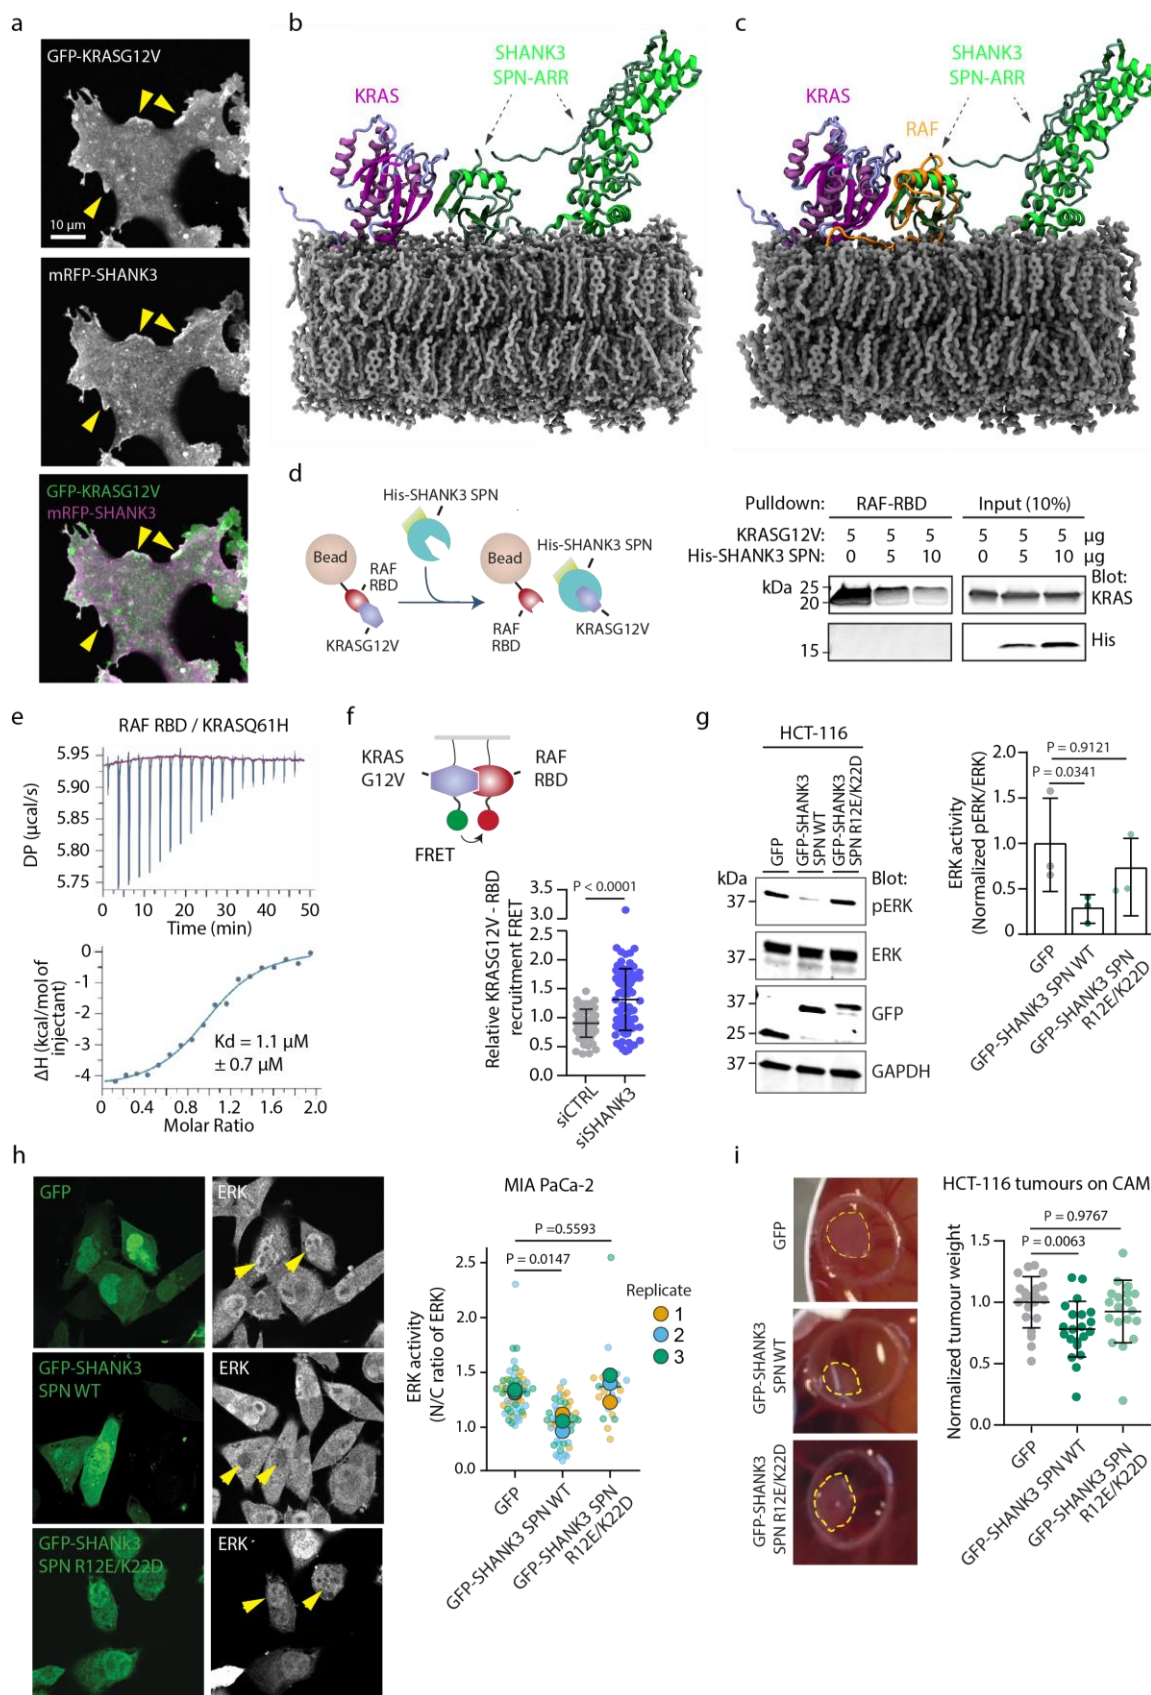 a
GFP-KRASG12V
10 µm
mRFP-SHANK3
GFP-KRASG12V
mRFP-SHANK3
b
SHANK3
SPN-ARR
KRAS
c
SHANK3
SPN-ARR
KRAS
RAF
d
His-SHANK3 SPN
Bead
RAF
RBD
KRASG12V
Bead
His-SHANK3 SPN
RAF
RBD
KRASG12V
Pulldown: RAF-RBD Input (10%)
KRASG12V: 5 5 5 5 5 5 µg
His-SHANK3 SPN: 0 5 10 0 5 10 µg
kDa
25
20
15
Blot:
KRAS
His
e
RAF RBD / KRASQ61H
5.95
5.90
5.85
5.80
5.75
DP (µcal/s)
0 10 20 30 40 50
Time (min)
0
-1
-2
-3
-4
ΔH (kcal/mol of
injectant)
Kd = 1.1 µM
± 0.7 µM
0 0.4 0.8 1.2 1.6 2.0
Molar Ratio
f
KRAS
G12V
RAF
RBD
FRET
P < 0.0001
3.5
3.0
2.5
2.0
1.5
1.0
0.5
0.0
Relative KRASG12V - RBD
recruitment FRET
siCTRL
siSHANK3
g
HCT-116
GFP
GFP-SHANK3
SPN WT
GFP-SHANK3
SPN R12E/K22D
kDa
Blot:
37
pERK
37
ERK
37
25
GFP
37
GAPDH
P = 0.9121
P = 0.0341
2.0
1.5
1.0
0.5
0.0
ERK activity
(Normalized pERK/ERK)
GFP
GFP-SHANK3 SPN WT
GFP-SHANK3 SPN
R12E/K22D
h
GFP
ERK
GFP-SHANK3
SPN WT
ERK
GFP-SHANK3
SPN R12E/K22D
ERK
MIA PaCa-2
P =0.5593
P = 0.0147
2.5
1.5
1.0
0.5
0.0
ERK activity
(N/C ratio of ERK)
Replicate
1
2
3
GFP
GFP-SHANK3 SPN WT
GFP-SHANK3 SPN
R12E/K22D
i
GFP
GFP-SHANK3
SPN WT
GFP-SHANK3
SPN R12E/K22D
HCT-116 tumours on CAM
P = 0.9767
P = 0.0063
1.5
1.0
0.5
0.0
Normalized tumour weight
GFP
GFP-SHANK3 SPN WT
GFP-SHANK3 SPN
R12E/K22D